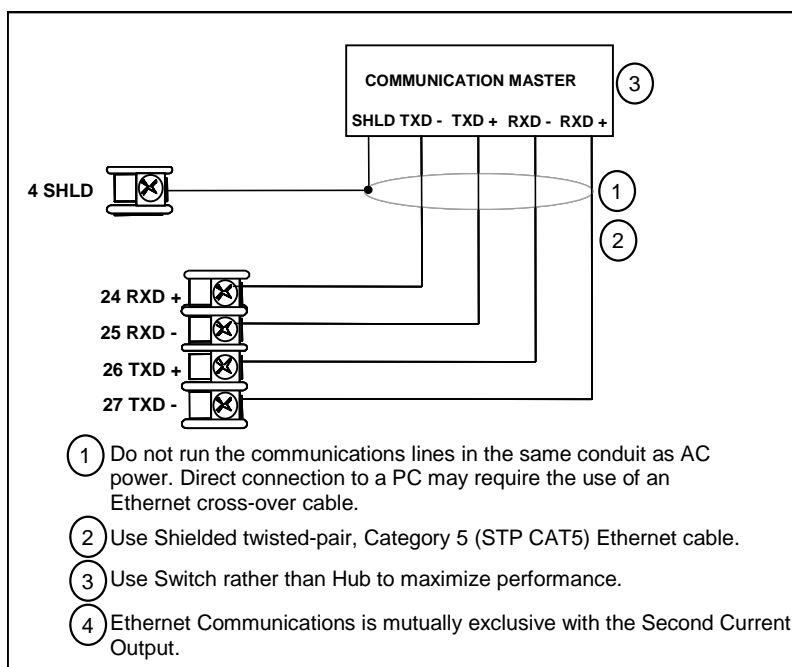 COMMUNICATION MASTER
3
SHLD TXD - TXD + RXD - RXD +
4 SHLD
1
2
24 RXD +
25 RXD -
26 TXD +
27 TXD -
1 Do not run the communications lines in the same conduit as AC
power. Direct connection to a PC may require the use of an
Ethernet cross-over cable.
2 Use Shielded twisted-pair, Category 5 (STP CAT5) Ethernet cable.
3 Use Switch rather than Hub to maximize performance.
4 Ethernet Communications is mutually exclusive with the Second Current
Output.